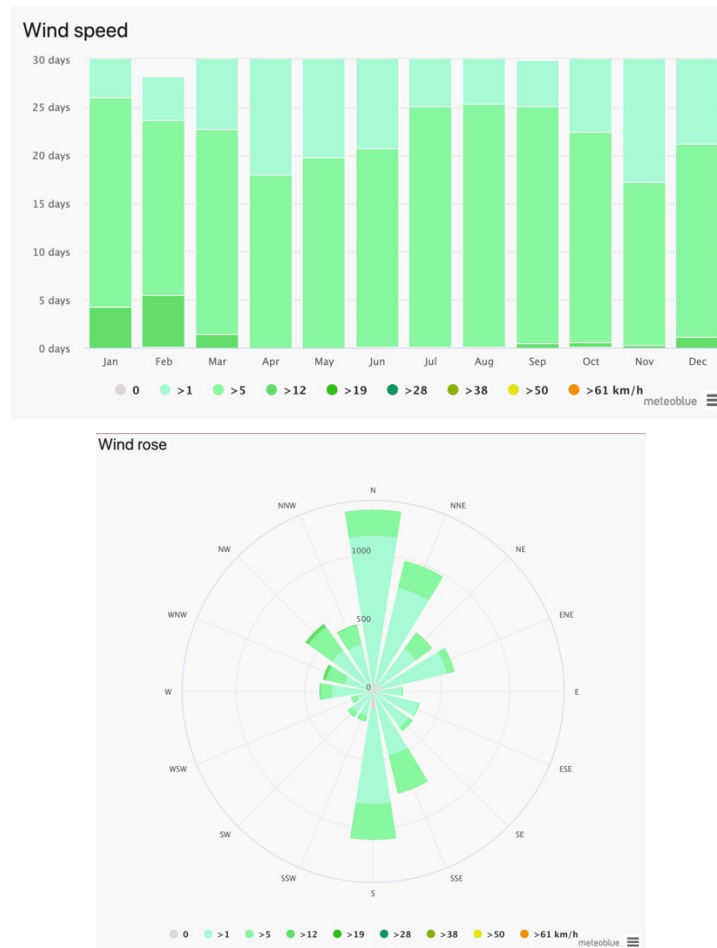 Wind speed
30 days
25 days
20 days
15 days
10 days
5 days
0 days
Jan Feb Mar Apr May Jun Jul Aug Sep Oct Nov Dec
0 >1 >5 >12 >19 >28 >38 >50 >61 km/h
meteoblue
Wind rose
N
NNW NNE
NW NE
1000
WNW ENE
500
W 0 E
WSW ESE
SW SE
SSW SSE
S
0 >1 >5 >12 >19 >28 >38 >50 >61 km/h
meteoblue